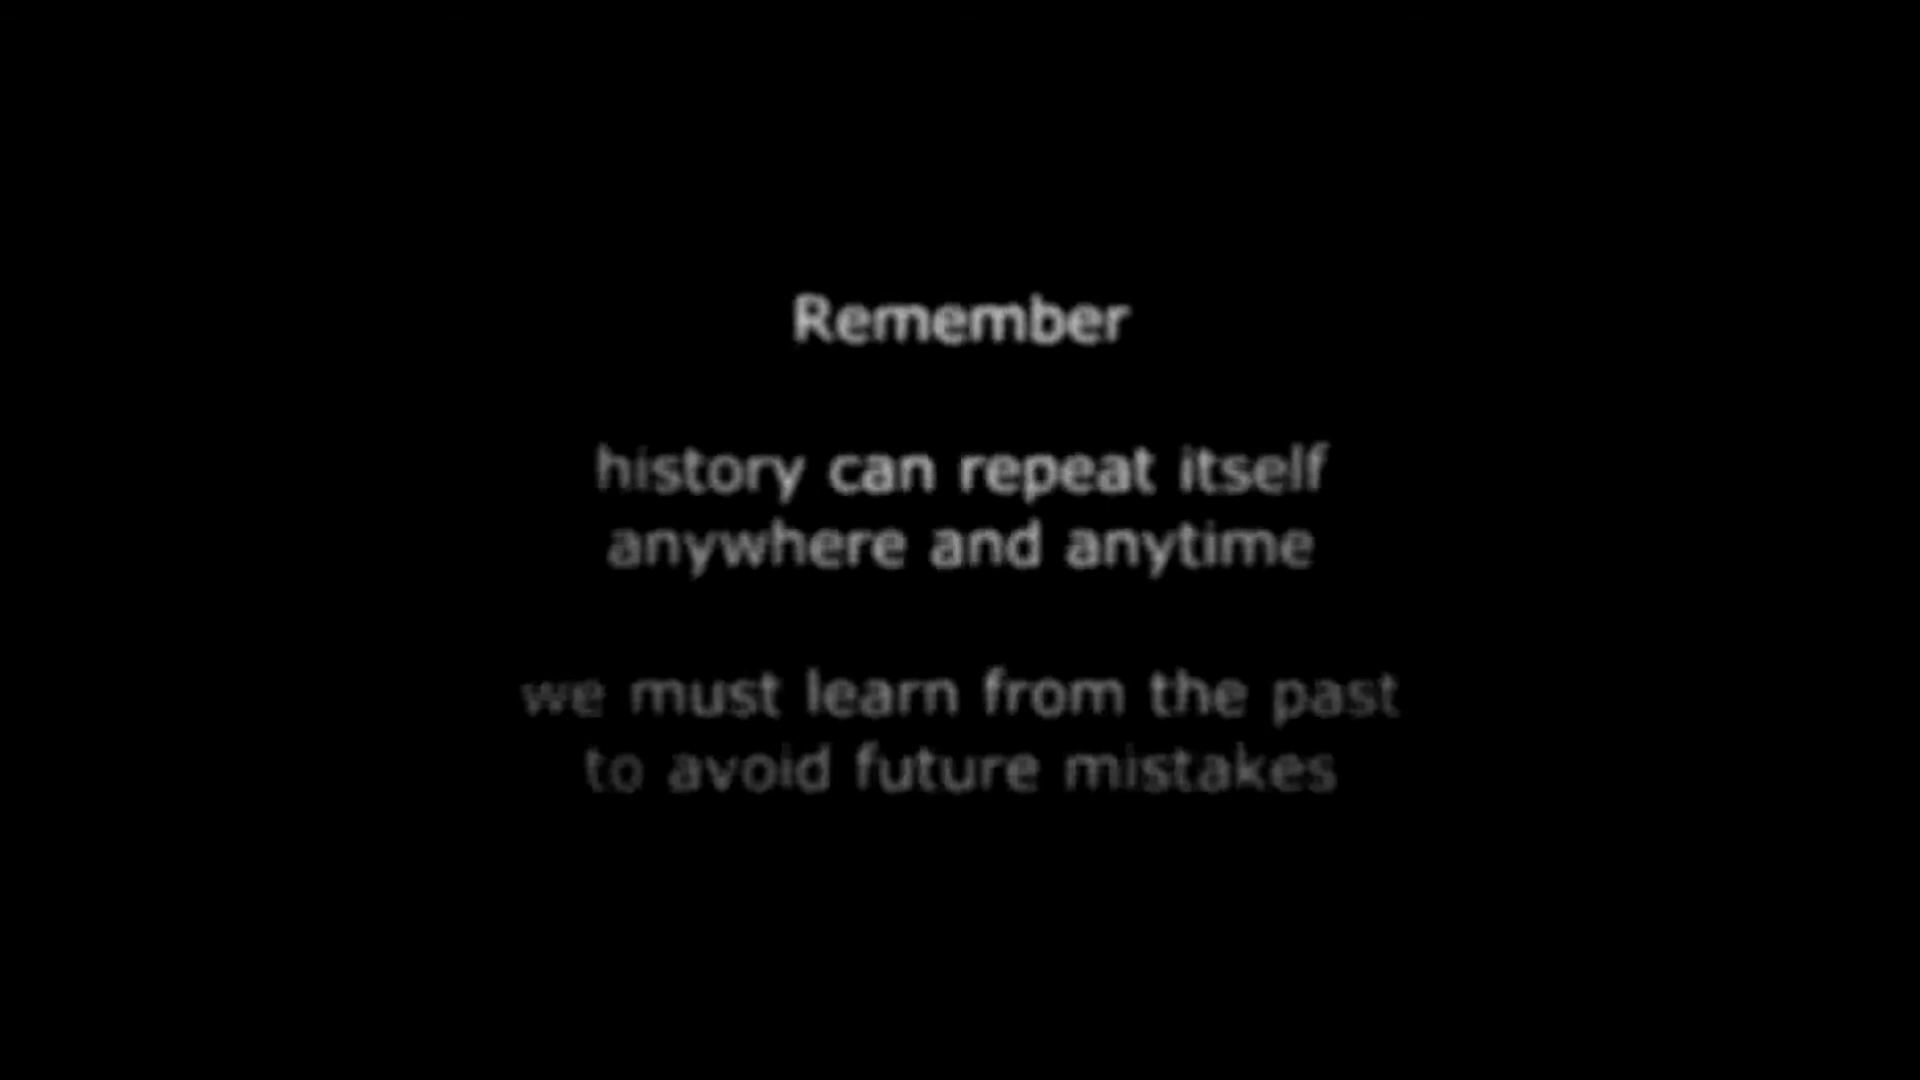 Remember
history can repeat itself
anywhere and anytime
we must learn from the past
to avoid future mistakes